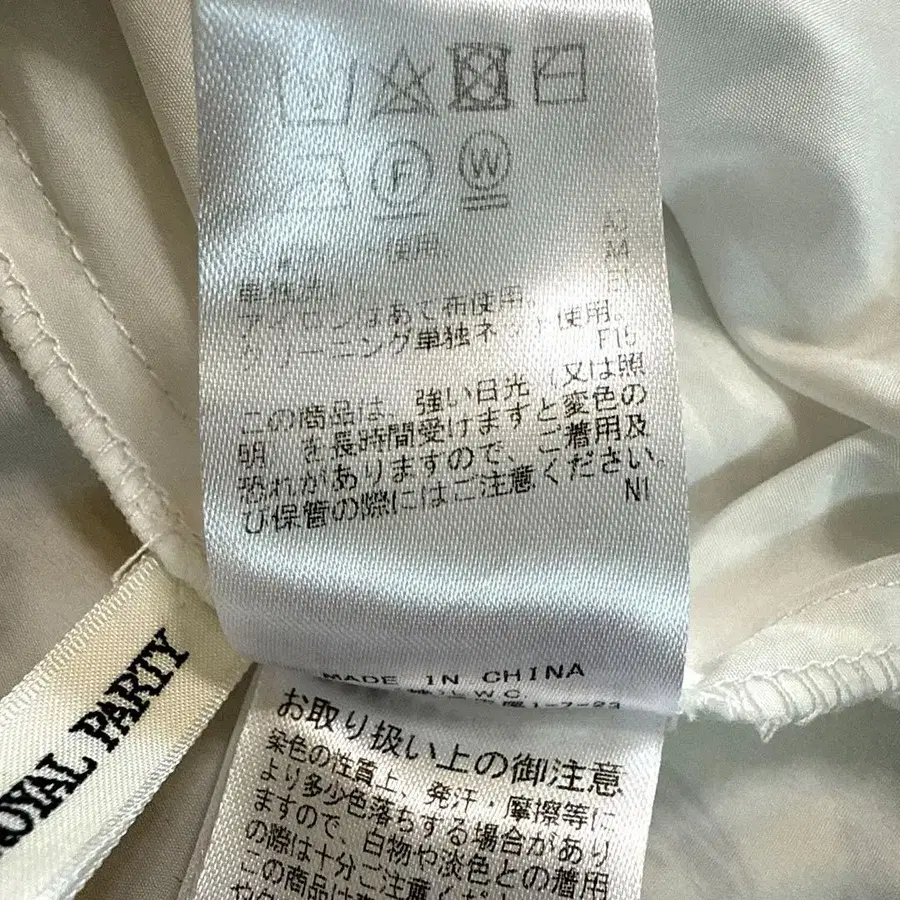 F
W
A3
A4
使用
単独洗い
アイロンはあて布使用。
クリーニング単独ネット使用。
F15
この商品は、強い日光（又は照
明 を長時間受けますと変色の
恐れがありますので、ご着用及
び保管の際にはご注意ください。
NI
MADE IN CHINA
W.C.
1-7-23
お取り扱い上の御注意
染色の性質上、発汗・摩擦等に
より多少色落ちする場合があり
ますので、白物や淡色との着用
の際は十分ご注意くださ
この商品は
ROYAL PARTY